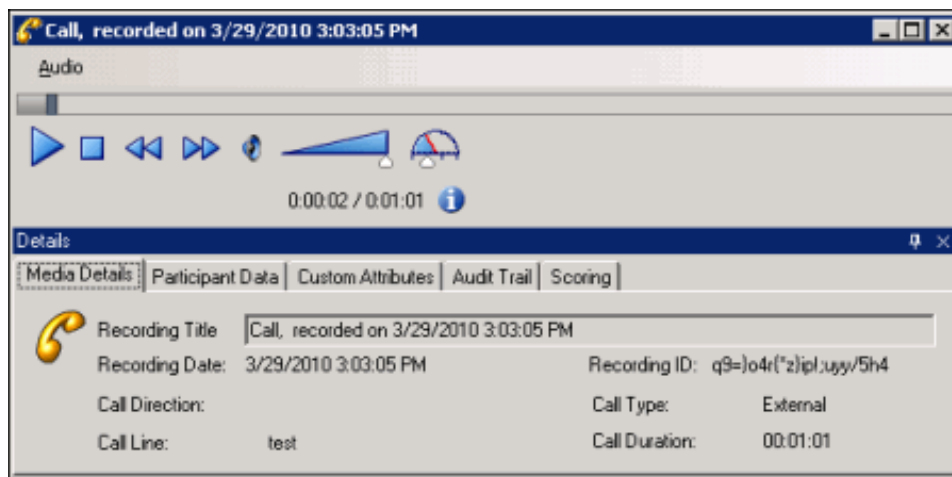 Call, recorded on 3/29/2010 3:03:05 PM
Audio
0:00:02 / 0:01:01
Details
Media Details Participant Data Custom Attributes Audit Trail Scoring
Recording Title Call, recorded on 3/29/2010 3:03:05 PM
Recording Date: 3/29/2010 3:03:05 PM Recording ID:
Call Direction: Call Type: External
Call Line: test Call Duration: 00:01:01